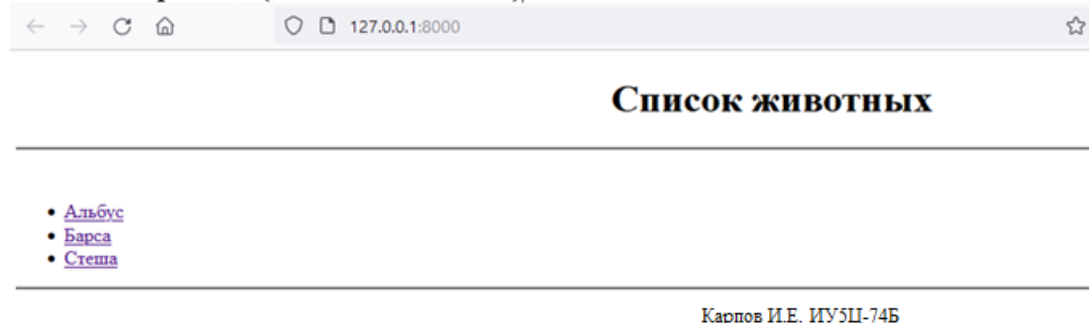 127.0.0.1:8000
Список животных
Альбус
Барса
Стеша
Карпов И.Е. ИУ5Ц-74Б